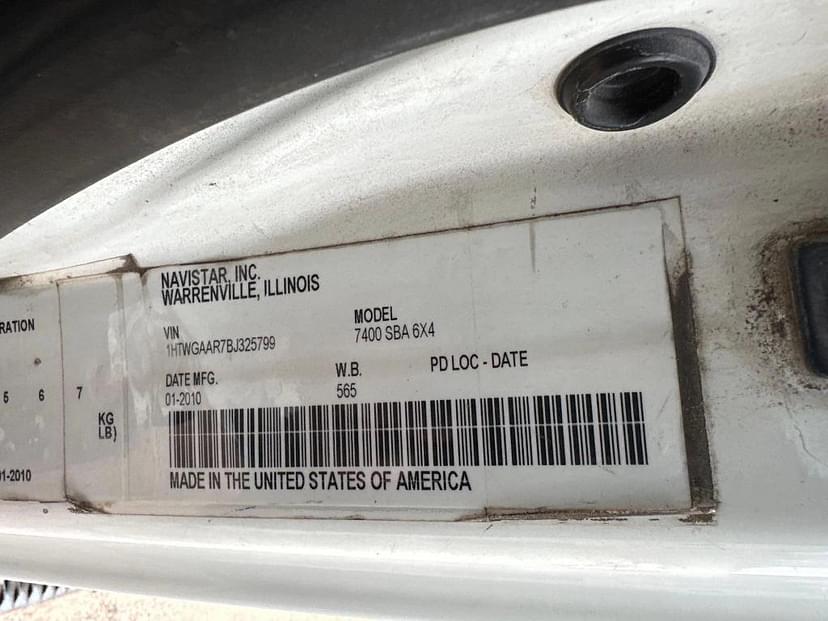 NAVISTAR, INC.
WARRENVILLE, ILLINOIS
VIN
1HTWGAAR7BJ325799
MODEL
7400 SBA 6X4
DATE MFG.
01-2010
W.B.
565
PD LOC - DATE
MADE IN THE UNITED STATES OF AMERICA
RATION
5 6 7
KG
LB)
01-2010